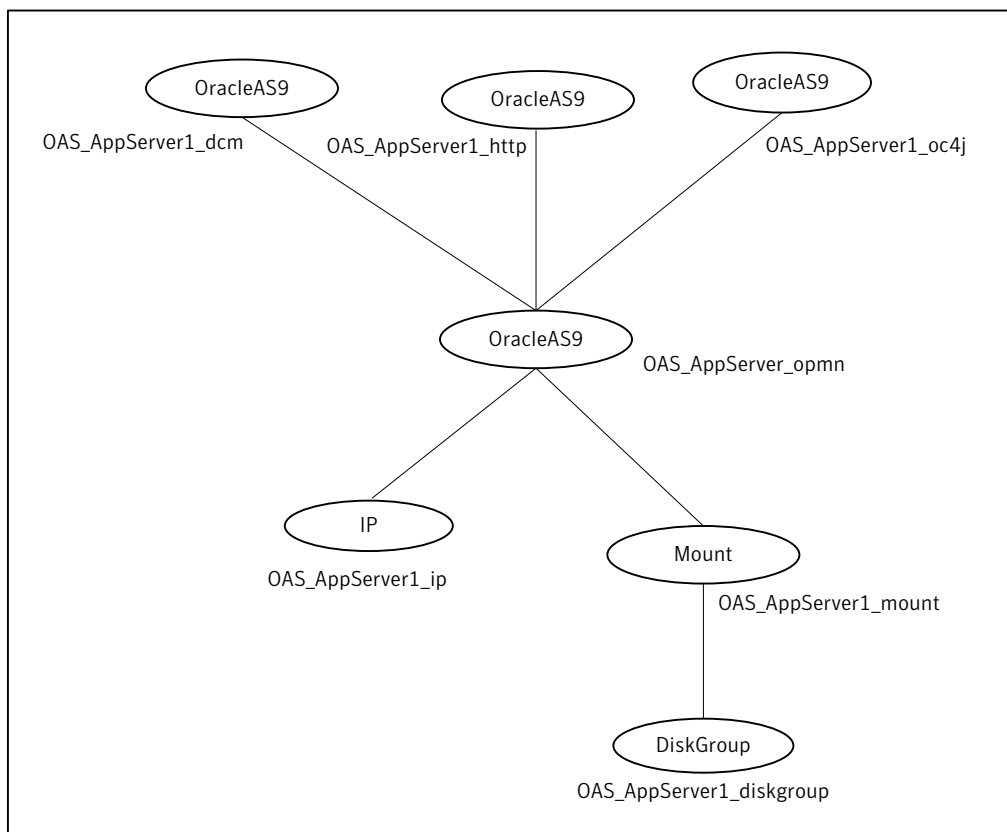 OracleAS9
OAS_AppServer1_dcm
OracleAS9
OAS_AppServer1_http
OracleAS9
OAS_AppServer1_oc4j
OracleAS9
OAS_AppServer_opmn
IP
OAS_AppServer1_ip
Mount
OAS_AppServer1_mount
DiskGroup
OAS_AppServer1_diskgroup